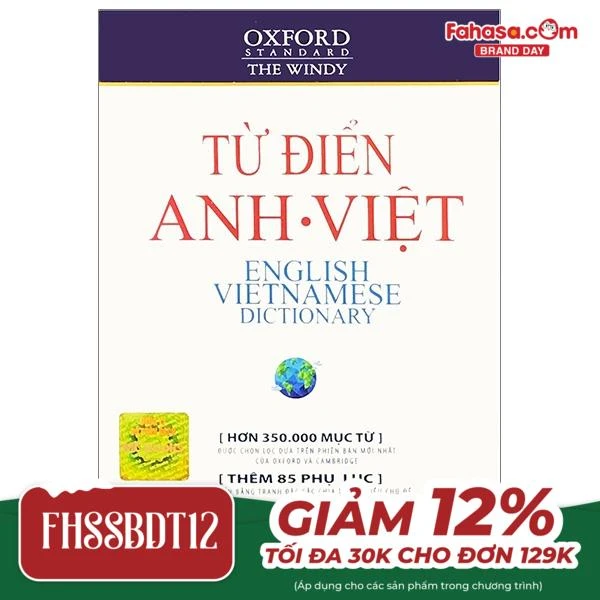 Fahasa.com
BRAND DAY
OXFORD
STANDARD
THE WINDY
TỪ ĐIỂN
ANH·VIỆT
ENGLISH
VIETNAMESE
DICTIONARY
[ HƠN 350.000 MỤC TỪ ]
ĐƯỢC CHỌN LỌC DỰA TRÊN PHIÊN BẢN MỚI NHẤT
CỦA OXFORD VÀ CAMBRIDGE
[ THÊM 85 PHỤ LỤC ]
FHSSBDT12
GIẢM 12%
TỐI ĐA 30K CHO ĐƠN 129K
(Áp dụng cho các sản phẩm trong chương trình)